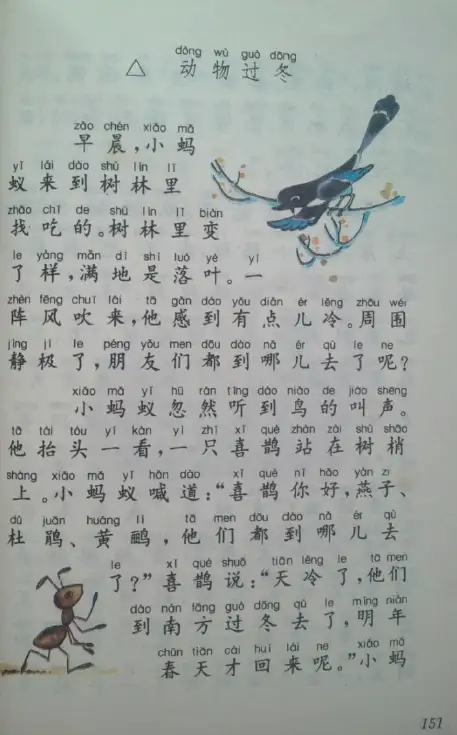 dōng wù guò dōng
△ 动物过冬
zǎo chén xiǎo mǎ
早晨，小蚂
yǐ lái dào shù lín lǐ
蚁来到树林里
zhǎo chī de shù lín lǐ biàn
找吃的。树林里变
le yàng mǎn dì shì luò yè yí
了样，满地是落叶。一
zhèn fēng chuī lái tā gǎn dào yǒu diǎn ér lěng zhōu wéi
阵风吹来，他感到有点儿冷。周围
jìng jí le péng yǒu men dōu dào nǎ ér qù le ne
静极了，朋友们都到哪儿去了呢？
xiǎo mǎ yǐ hū rán tīng dào niǎo de jiào shēng
小蚂蚁忽然听到鸟的叫声。
tā tái tóu yí kàn yì zhī xǐ què zhàn zài shù shāo
他抬头一看，一只喜鹊站在树梢
shàng xiǎo mǎ yǐ hǎn dào xǐ què nǐ hǎo yàn zi
上。小蚂蚁喊道：“喜鹊你好，燕子、
dù juān huáng lí tā men dōu dào nǎ ér qù
杜鹃、黄鹂，他们都到哪儿去
le xǐ què shuō tiān lěng le tā men
了？”喜鹊说：“天冷了，他们
dào nán fāng guò dōng qù le míng nián
到南方过冬去了，明年
chūn tiān cái huí lái ne xiǎo mǎ
春天才回来呢。”小蚂
151